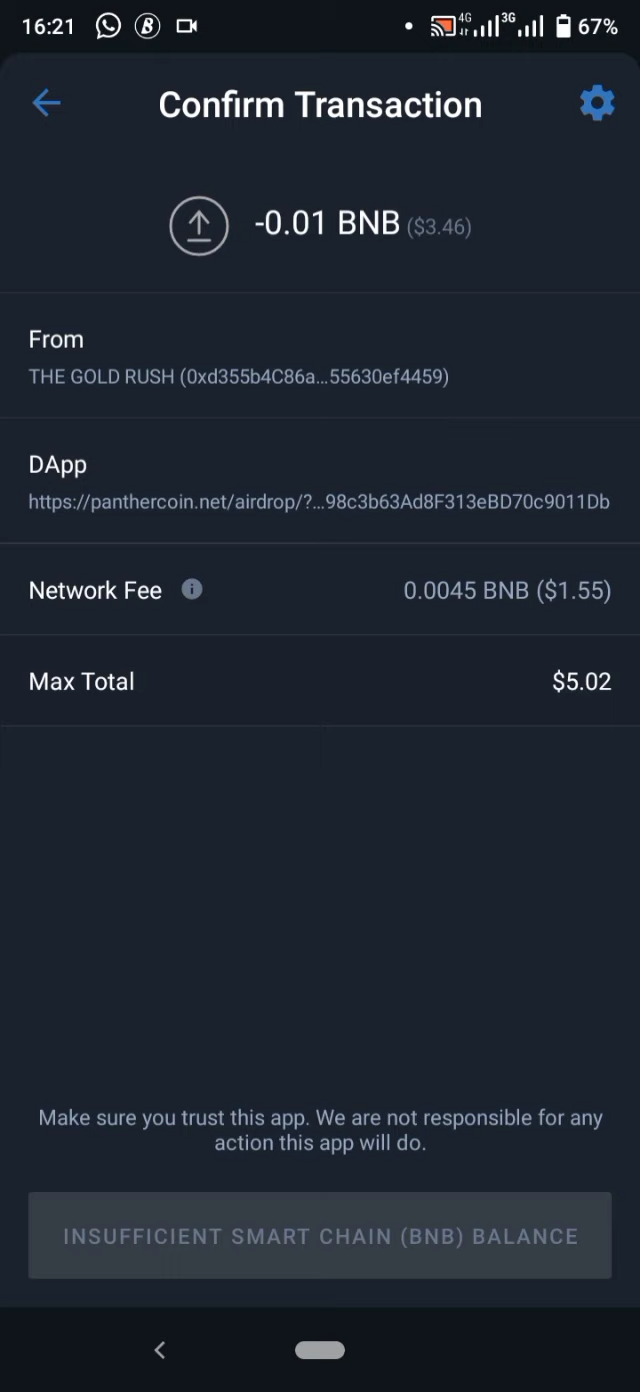 16:21 4G 3G 67%
Confirm Transaction
-0.01 BNB ($3.46)
From
THE GOLD RUSH (0xd355b4C86a...55630ef4459)
DApp
https://panthercoin.net/airdrop/?...98c3b63Ad8F313eBD70c9011Db
Network Fee 0.0045 BNB ($1.55)
Max Total $5.02
Make sure you trust this app. We are not responsible for any
action this app will do.
INSUFFICIENT SMART CHAIN (BNB) BALANCE